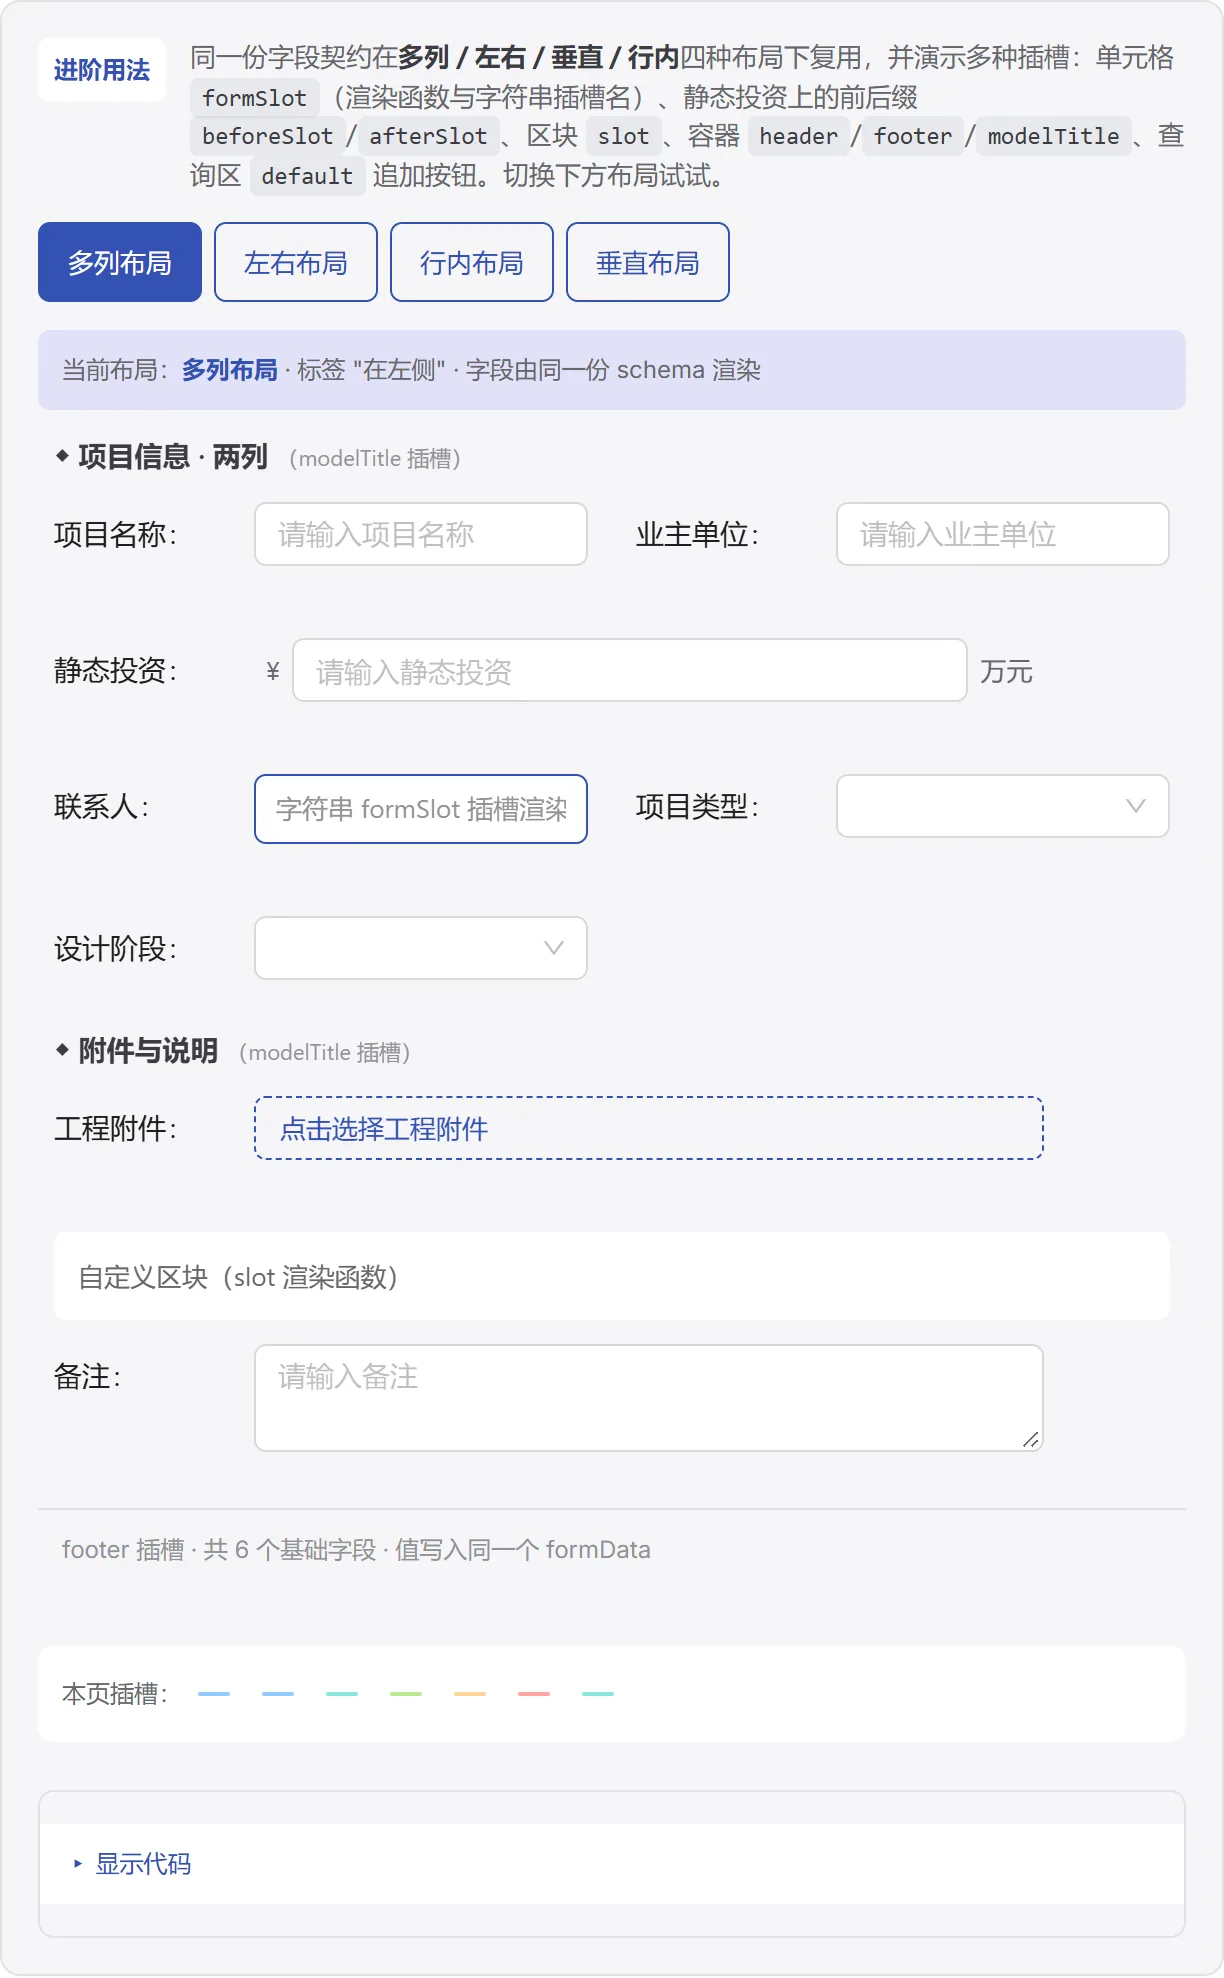 进阶用法
同一份字段契约在多列 / 左右 / 垂直 / 行内四种布局下复用，并演示多种插槽：单元格
formSlot（渲染函数与字符串插槽名）、静态投资上的前后缀
beforeSlot/afterSlot、区块 slot、容器 header/footer/modelTitle、查
询区 default 追加按钮。切换下方布局试试。
多列布局 左右布局 行内布局 垂直布局
当前布局：多列布局 · 标签 "在左侧" · 字段由同一份 schema 渲染
◆ 项目信息 · 两列 （modelTitle 插槽）
项目名称: 请输入项目名称 业主单位: 请输入业主单位
静态投资: ¥ 请输入静态投资 万元
联系人: 字符串 formSlot 插槽渲染 项目类型:
设计阶段:
◆ 附件与说明 （modelTitle 插槽）
工程附件: 点击选择工程附件
自定义区块（slot 渲染函数）
备注: 请输入备注
footer 插槽 · 共 6 个基础字段 · 值写入同一个 formData
本页插槽：
▸ 显示代码